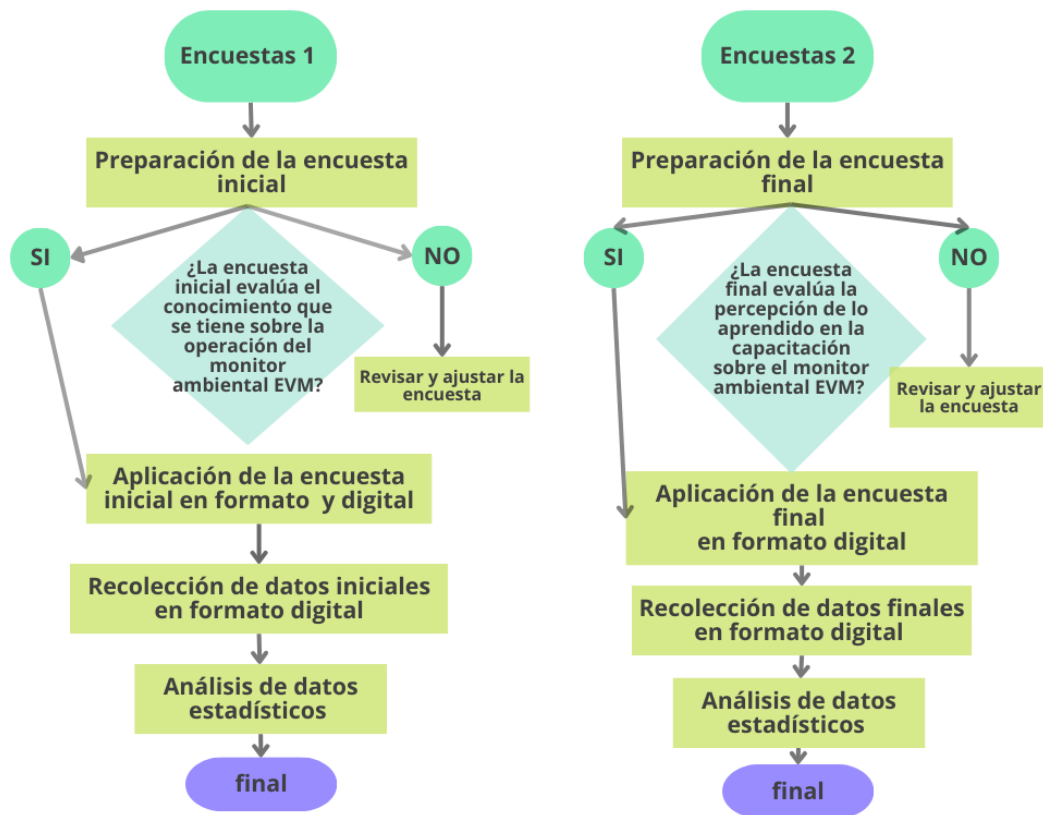 Encuestas 1
Preparación de la encuesta
inicial
SI
NO
¿La encuesta
inicial evalúa el
conocimiento que
se tiene sobre la
operación del
monitor
ambiental EVM?
Revisar y ajustar la
encuesta
Aplicación de la encuesta
inicial en formato y digital
Recolección de datos iniciales
en formato digital
Análisis de datos
estadísticos
final
Encuestas 2
Preparación de la encuesta
final
SI
NO
¿La encuesta
final evalúa la
percepción de lo
aprendido en la
capacitación
sobre el monitor
ambiental EVM?
Revisar y ajustar
la encuesta
Aplicación de la encuesta
final
en formato digital
Recolección de datos finales
en formato digital
Análisis de datos
estadísticos
final